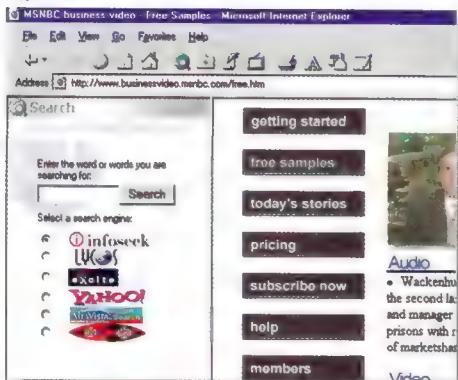 MSNBC business video - Free Samples - Microsoft Internet Explorer
File Edit View Go Favorites Help
Address http://www.businessvideo.msnbc.com/free.htm
Search
Enter the word or words you are
searching for:
Search
Select a search engine:
infoseek
LYCOS
excite
YAHOO!
AltaVista Search
getting started
free samples
today's stories
pricing
subscribe now
help
members
Audio
• Wackenhu
the second la
and manager
prisons with r
of marketshar
Video